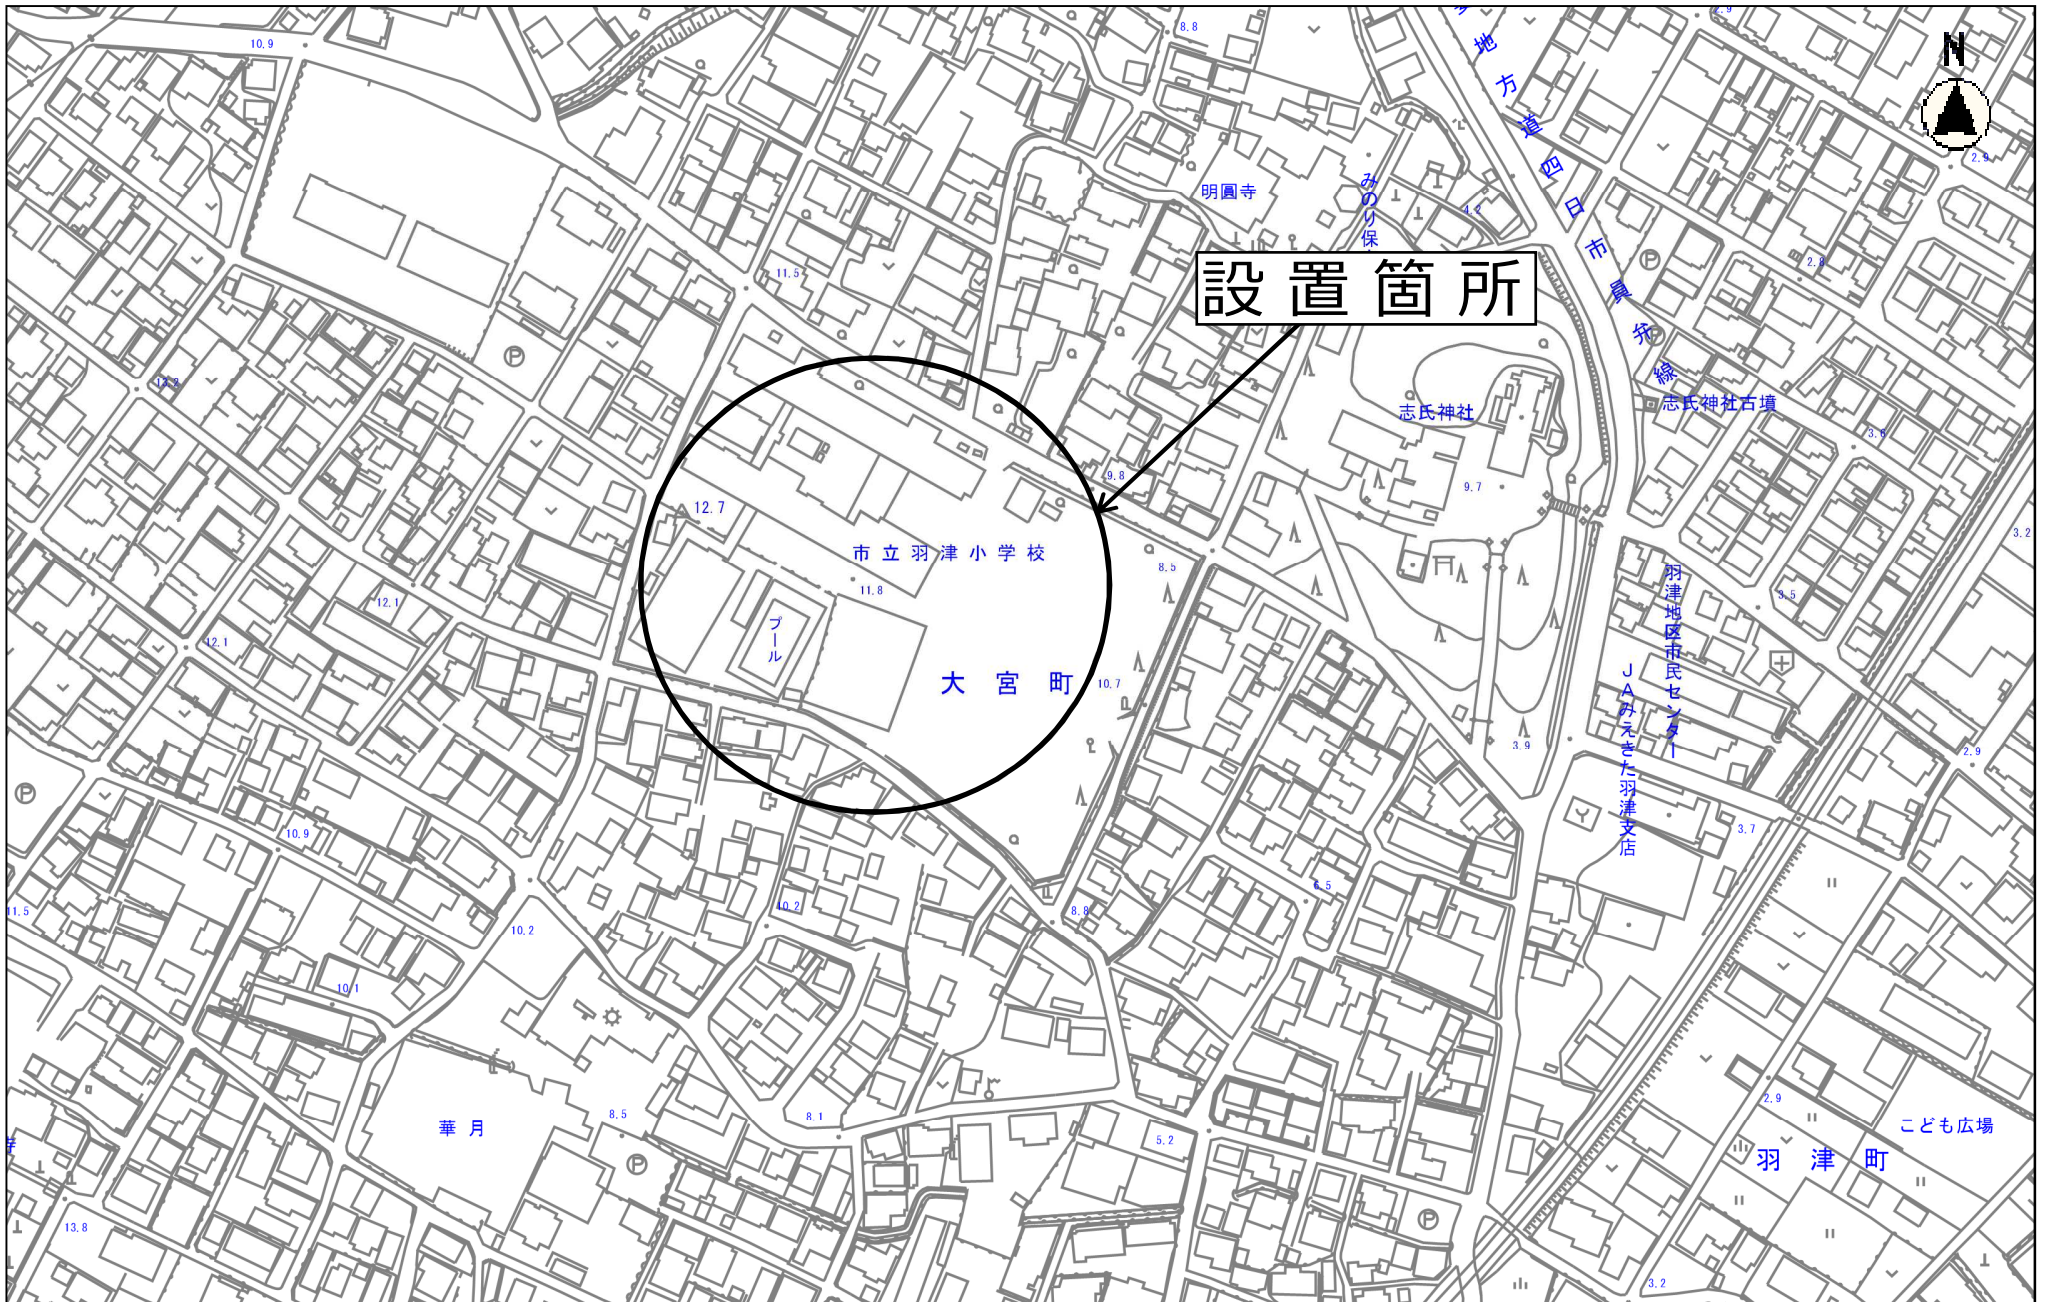 2.9
10.9
8.8
N
地方道四日市員弁線
2.9
明圓寺
みのり保
4.2
11.5
2.8
設置箇所
13.2
志氏神社
志氏神社古墳
3.6
9.8
9.7
12.7
3.2
市立羽津小学校
8.5
11.8
12.1
3.5
羽津地区市民センター
12.1
プール
大宮町
10.7
JAみえきた羽津支店
3.9
2.9
10.9
3.7
6.5
11.5
10.2
8.8
10.2
10.1
2.9
8.5
8.1
華月
こども広場
5.2
羽津町
寺
13.8
3.2